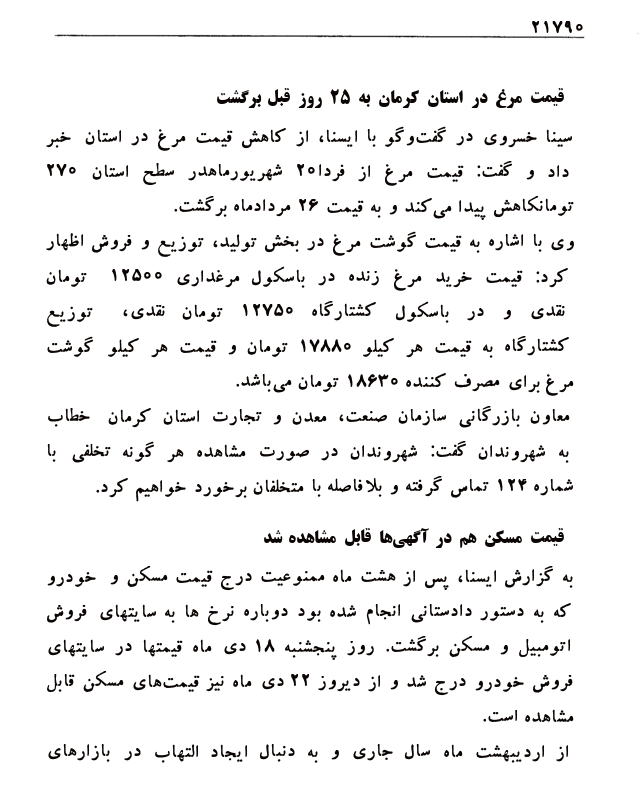 ۲۱۷۹۰
قیمت مرغ در استان کرمان به ۲۵ روز قبل برگشت
سینا خسروی در گفت‌وگو با ایسنا، از کاهش قیمت مرغ در استان خبر
داد و گفت: قیمت مرغ از فردا۲۰ شهریورماهدر سطح استان ۲۷۰
تومانکاهش پیدا می‌کند و به قیمت ۲۶ مردادماه برگشت.
وی با اشاره به قیمت گوشت مرغ در بخش تولید، توزیع و فروش اظهار
کرد: قیمت خرید مرغ زنده در باسکول مرغداری ۱۲۵۰۰ تومان
نقدی و در باسکول کشتارگاه ۱۲۷۵۰ تومان نقدی، توزیع
کشتارگاه به قیمت هر کیلو ۱۷۸۸۰ تومان و قیمت هر کیلو گوشت
مرغ برای مصرف کننده ۱۸۶۳۰ تومان می‌باشد.
معاون بازرگانی سازمان صنعت، معدن و تجارت استان کرمان خطاب
به شهروندان گفت: شهروندان در صورت مشاهده هر گونه تخلفی با
شماره ۱۲۴ تماس گرفته و بلافاصله با متخلفان برخورد خواهیم کرد.
قیمت مسکن هم در آگهی‌ها قابل مشاهده شد
به گزارش ایسنا، پس از هشت ماه ممنوعیت درج قیمت مسکن و خودرو
که به دستور دادستانی انجام شده بود دوباره نرخ ها به سایتهای فروش
اتومبیل و مسکن برگشت. روز پنجشنبه ۱۸ دی ماه قیمتها در سایتهای
فروش خودرو درج شد و از دیروز ۲۲ دی ماه نیز قیمت‌های مسکن قابل
مشاهده است.
از اردیبهشت ماه سال جاری و به دنبال ایجاد التهاب در بازارهای